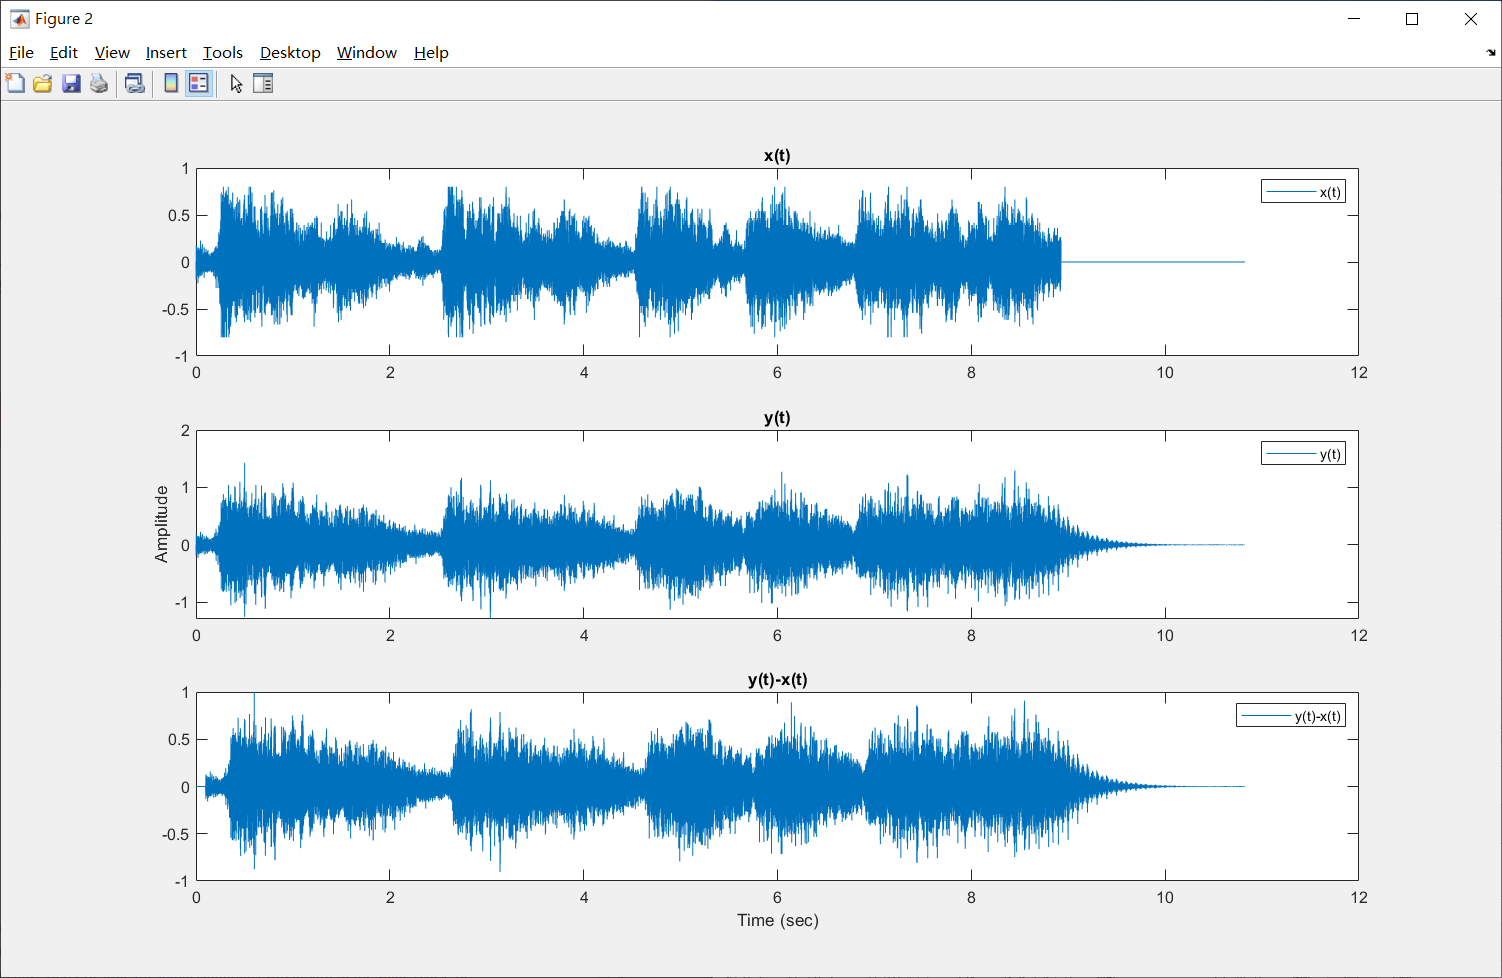 Figure 2
File Edit View Insert Tools Desktop Window Help
x(t)
1
0.5
0
-0.5
-1
x(t)
0 2 4 6 8 10 12
y(t)
2
1
0
-1
Amplitude
y(t)
0 2 4 6 8 10 12
y(t)-x(t)
1
0.5
0
-0.5
-1
y(t)-x(t)
0 2 4 6 8 10 12
Time (sec)